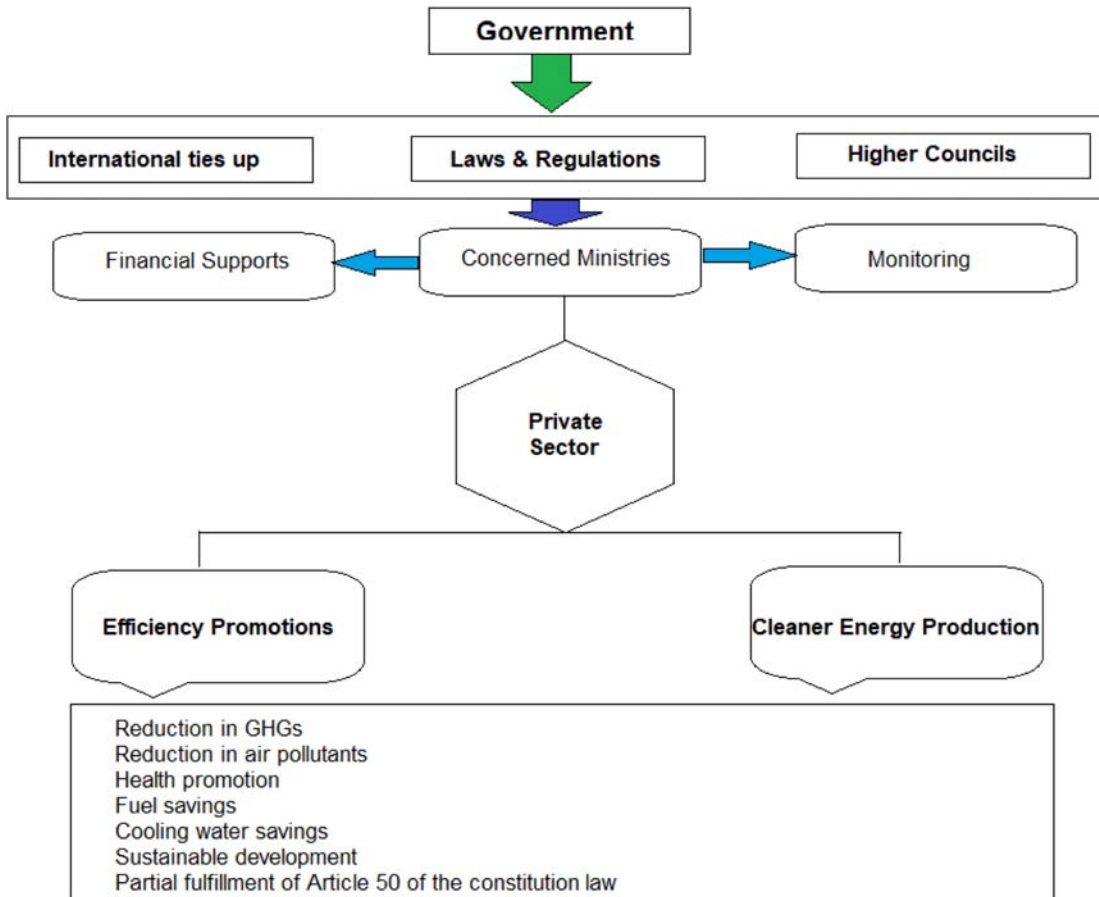 Government
International ties up
Laws & Regulations
Higher Councils
Financial Supports
Concerned Ministries
Monitoring
Private
Sector
Efficiency Promotions
Cleaner Energy Production
Reduction in GHGs
Reduction in air pollutants
Health promotion
Fuel savings
Cooling water savings
Sustainable development
Partial fulfillment of Article 50 of the constitution law